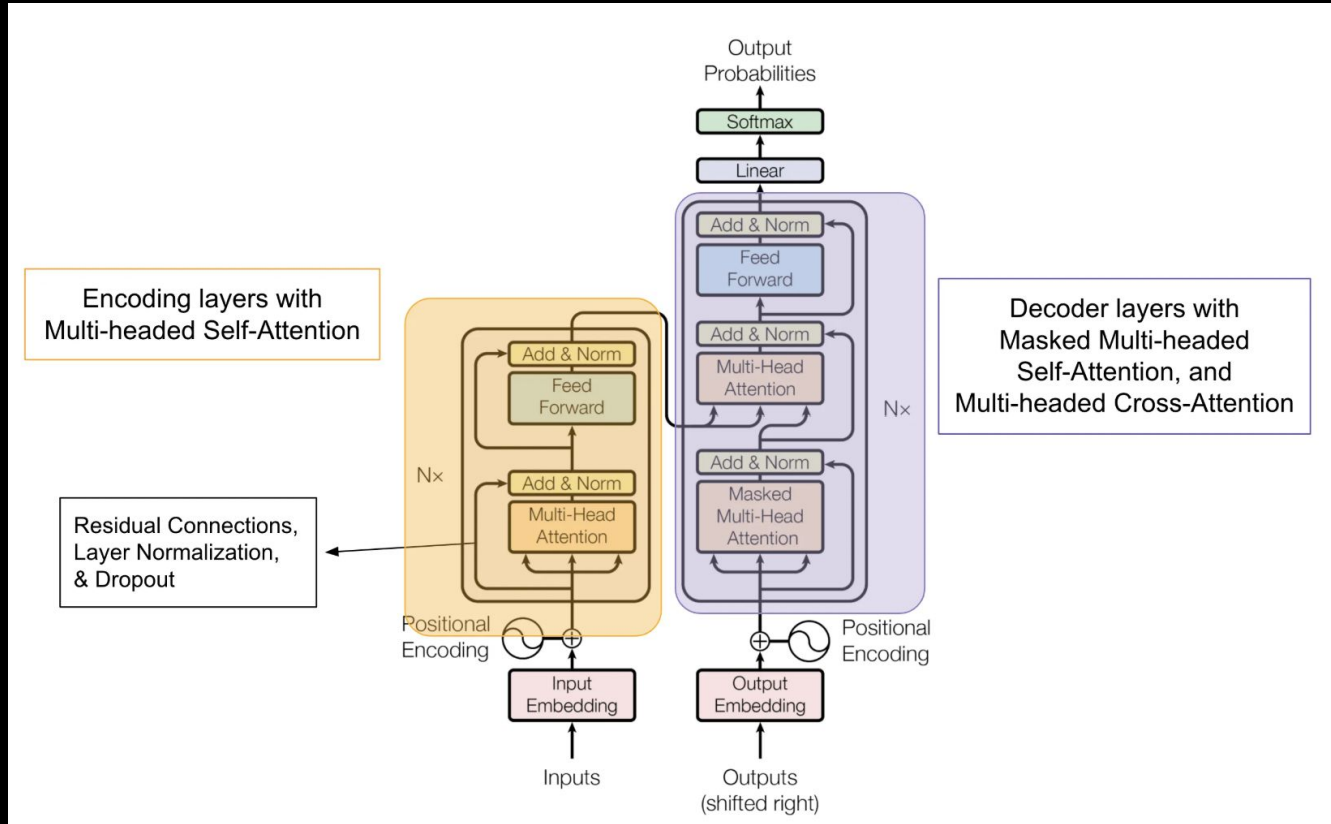 Output
Probabilities
Softmax
Linear
Add & Norm
Feed
Forward
Add & Norm
Multi-Head
Attention
Add & Norm
Masked
Multi-Head
Attention
Nx
Decoder layers with
Masked Multi-headed
Self-Attention, and
Multi-headed Cross-Attention
Encoding layers with
Multi-headed Self-Attention
Add & Norm
Feed
Forward
Nx
Add & Norm
Multi-Head
Attention
Residual Connections,
Layer Normalization,
& Dropout
Positional
Encoding
Positional
Encoding
Input
Embedding
Output
Embedding
Inputs
Outputs
(shifted right)